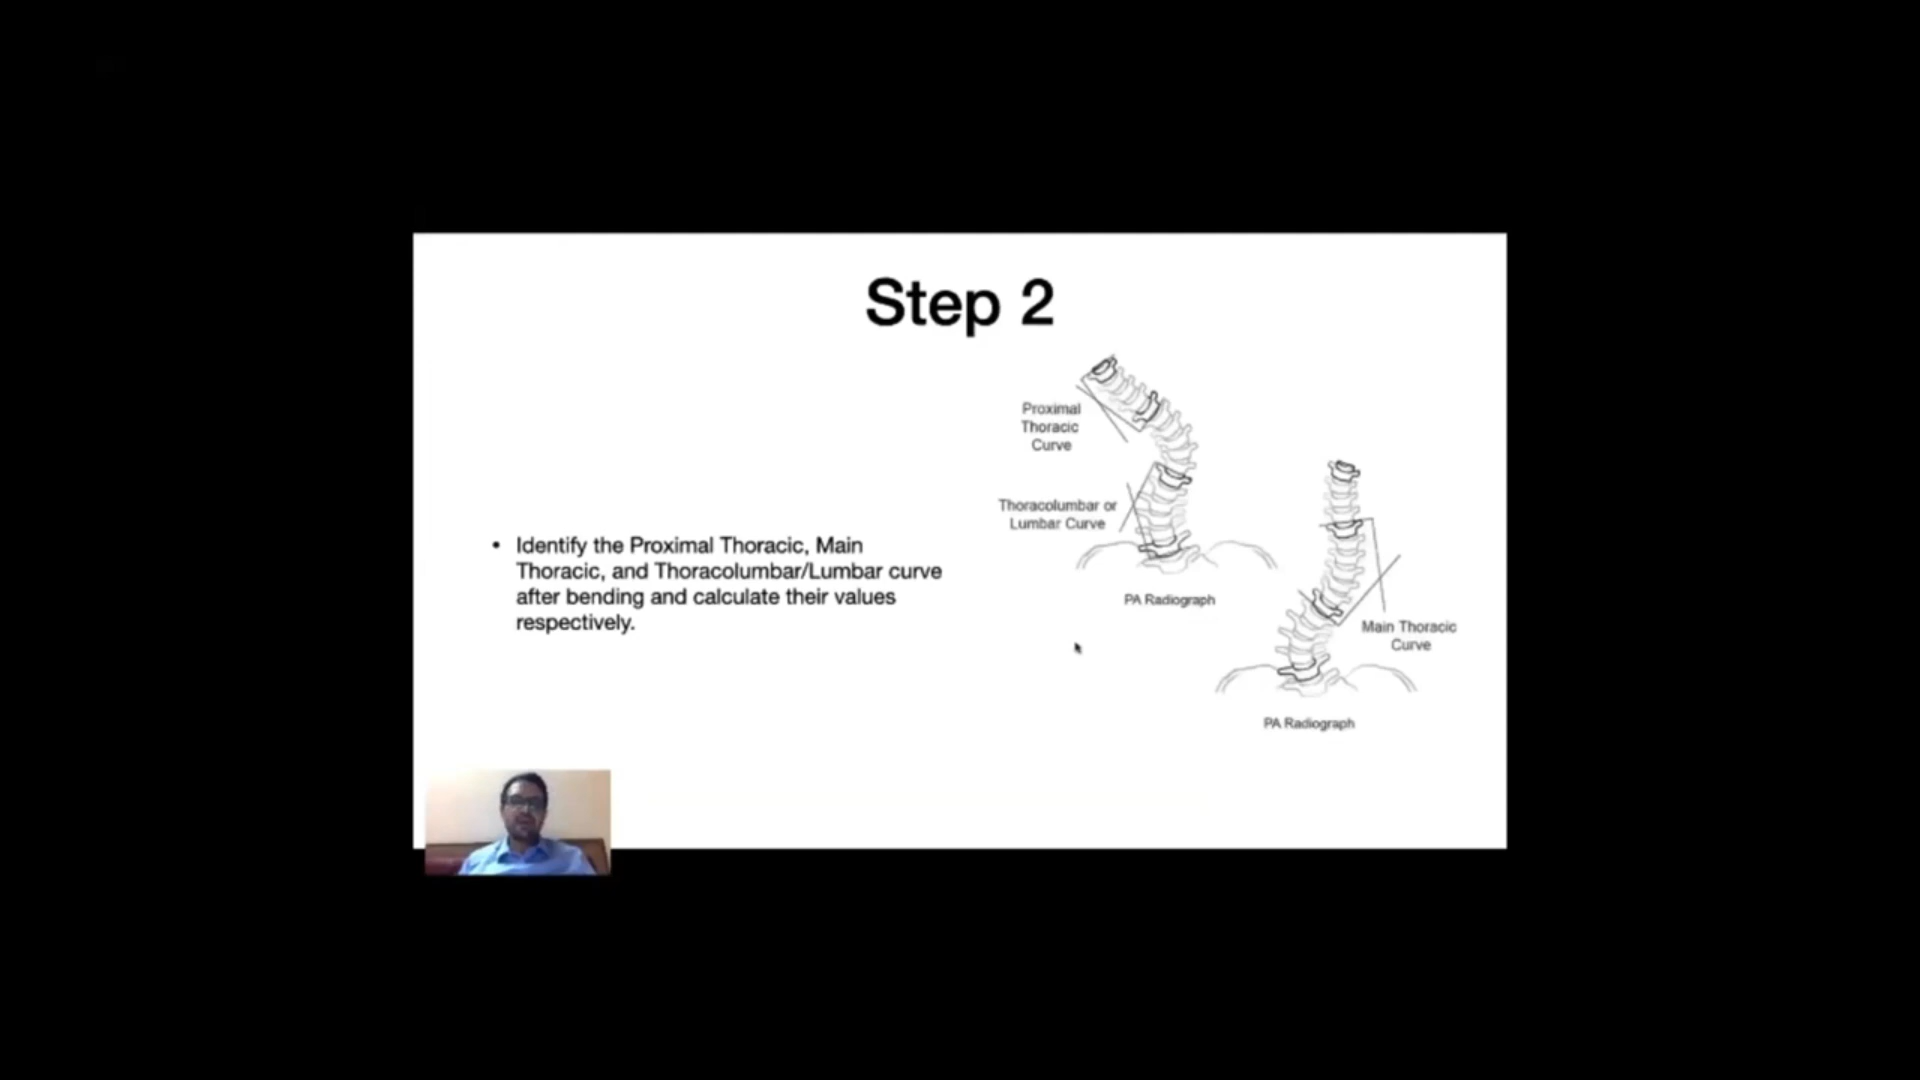 Step 2
Proximal
Thoracic
Curve
Thoracolumbar or
Lumbar Curve
• Identify the Proximal Thoracic, Main
Thoracic, and Thoracolumbar/Lumbar curve
after bending and calculate their values
respectively.
PA Radiograph
Main Thoracic
Curve
PA Radiograph